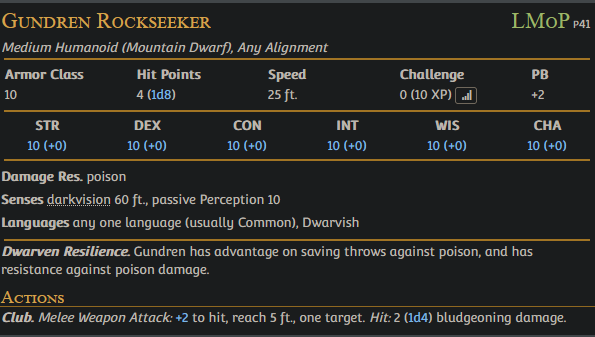 Gundren Rockseeker LMoP P41
Medium Humanoid (Mountain Dwarf), Any Alignment
Armor Class Hit Points Speed Challenge PB
10 4 (1d8) 25 ft. 0 (10 XP) +2
STR DEX CON INT WIS CHA
10 (+0) 10 (+0) 10 (+0) 10 (+0) 10 (+0) 10 (+0)
Damage Res. poison
Senses darkvision 60 ft., passive Perception 10
Languages any one language (usually Common), Dwarvish
Dwarven Resilience. Gundren has advantage on saving throws against poison, and has
resistance against poison damage.
Actions
Club. Melee Weapon Attack: +2 to hit, reach 5 ft., one target. Hit: 2 (1d4) bludgeoning damage.